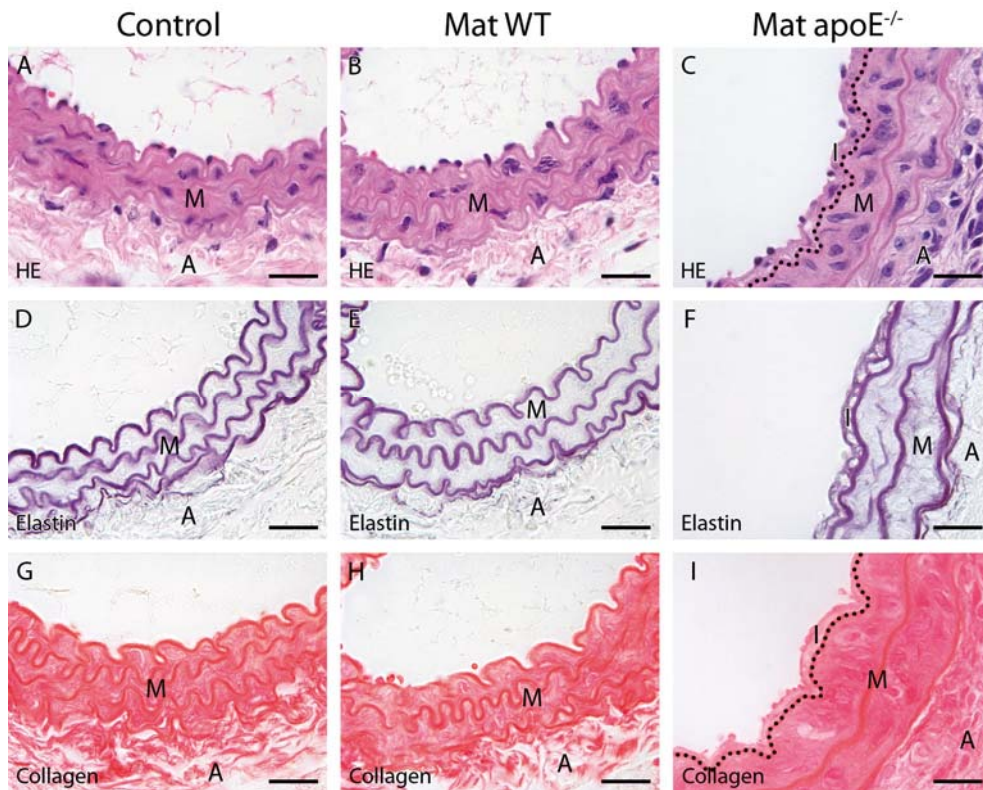 Control Mat WT Mat apoE-/-
A B C
I
M M M
A A A
HE HE HE
D E F
M M I M
A A A
Elastin Elastin Elastin
G H I
I
M M M
A A A
Collagen Collagen Collagen